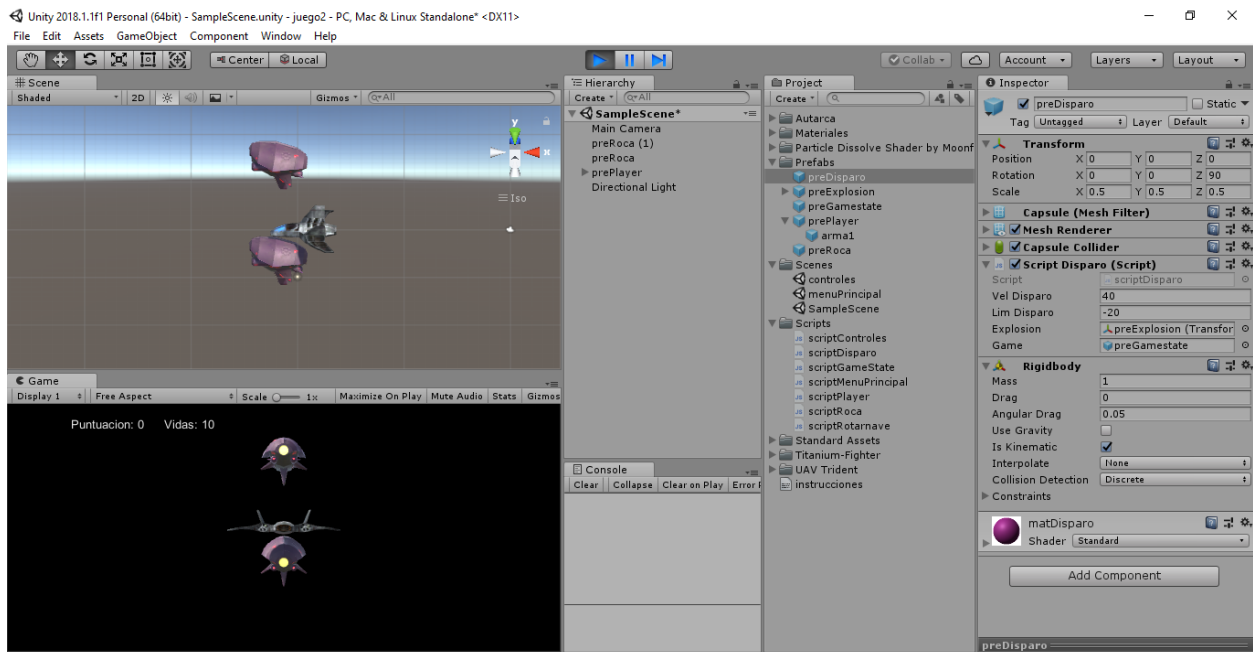 Unity 2018.1.1f1 Personal (64bit) - SampleScene.unity - juego2 - PC, Mac & Linux Standalone* <DX11>
File Edit Assets GameObject Component Window Help
Center Local Collab Account Layers Layout
Scene
Shaded 2D Gizmos All
y
x
Iso
Game
Display 1 Free Aspect Scale 1x Maximize On Play Mute Audio Stats Gizmos
Puntuacion: 0 Vidas: 10
Hierarchy
Create All
SampleScene*
Main Camera
preRoca (1)
preRoca
prePlayer
Directional Light
Console
Clear Collapse Clear on Play Error P
Project
Create
Autarca
Materiales
Particle Dissolve Shader by Moonf
Prefabs
preDisparo
preExplosion
preGamestate
prePlayer
arma1
preRoca
Scenes
controles
menuPrincipal
SampleScene
Scripts
scriptControles
scriptDisparo
scriptGameState
scriptMenuPrincipal
scriptPlayer
scriptRoca
scriptRotarnave
Standard Assets
Titanium-Fighter
UAV Trident
instrucciones
Inspector
preDisparo Static
Tag Untagged Layer Default
Transform
Position X 0 Y 0 Z 0
Rotation X 0 Y 0 Z 90
Scale X 0.5 Y 0.5 Z 0.5
Capsule (Mesh Filter)
Mesh Renderer
Capsule Collider
Script Disparo (Script)
Script scriptDisparo
Vel Disparo 40
Lim Disparo -20
Explosion preExplosion (Transfor
Game preGamestate
Rigidbody
Mass 1
Drag 0
Angular Drag 0.05
Use Gravity
Is Kinematic
Interpolate None
Collision Detection Discrete
Constraints
matDisparo
Shader Standard
Add Component
preDisparo